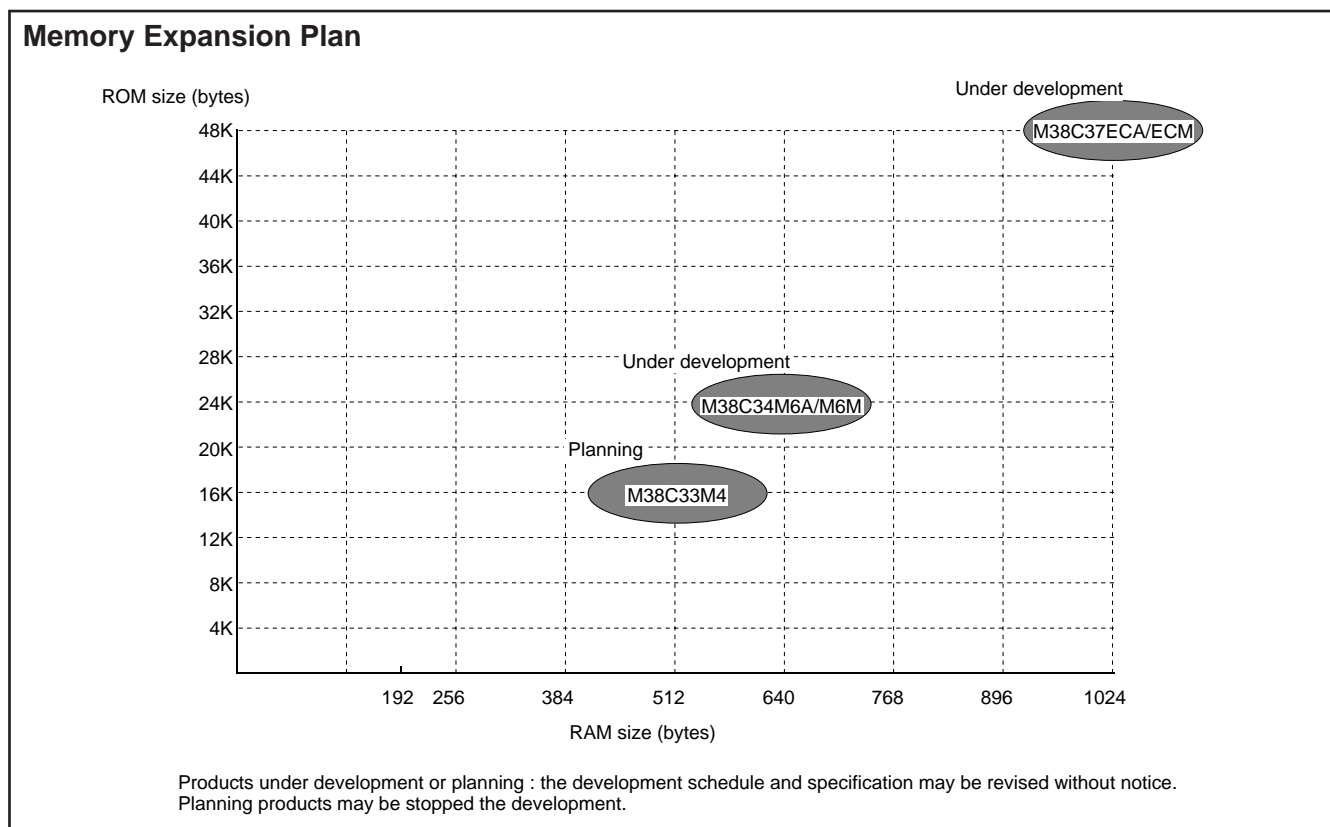 Memory Expansion Plan
ROM size (bytes)
Under development
48K
M38C37ECA/ECM
44K
40K
36K
32K
28K
Under development
24K
M38C34M6A/M6M
20K
Planning
16K
M38C33M4
12K
8K
4K
192 256 384 512 640 768 896 1024
RAM size (bytes)
Products under development or planning : the development schedule and specification may be revised without notice.
Planning products may be stopped the development.